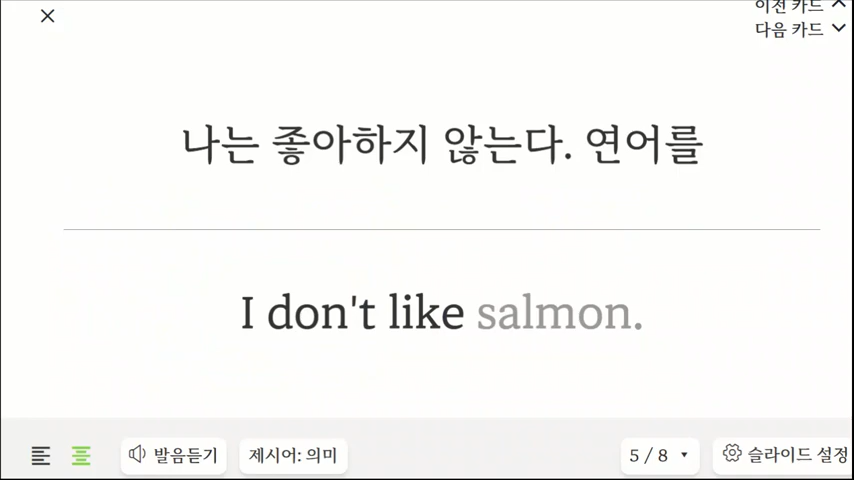 이전 카드
다음 카드
나는 좋아하지 않는다. 연어를
I don't like salmon.
발음듣기
제시어: 의미
5 / 8
슬라이드 설정